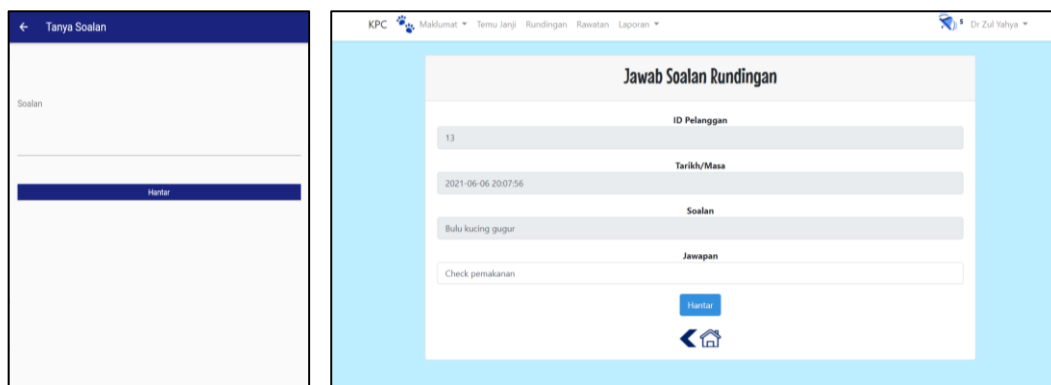 Tanya Soalan
Soalan
Hantar
KPC Maklumat Temu Janji Rundingan Rawatan Laporan 5 Dr Zul Yahya
Jawab Soalan Rundingan
ID Pelanggan
13
Tarikh/Masa
2021-06-06 20:07:56
Soalan
Bulu kucing gugur
Jawapan
Check pemakanan
Hantar